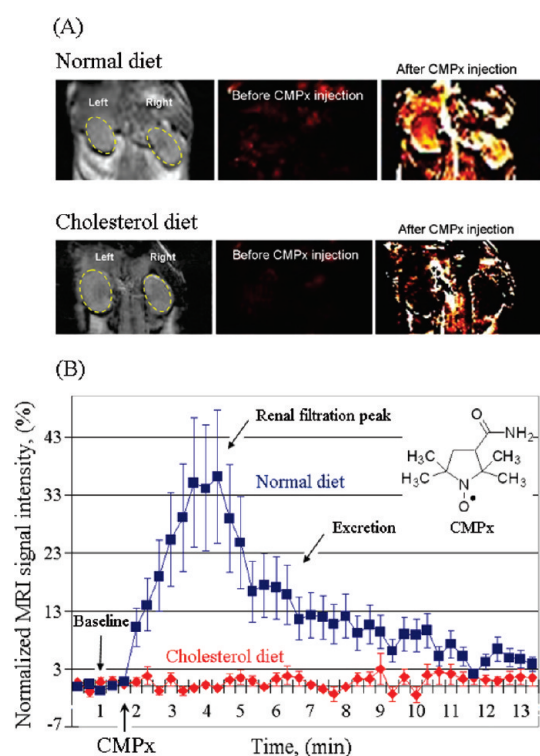 (A)
Normal diet
Left
Right
Before CMPx injection
After CMPx injection
Cholesterol diet
Left
Right
Before CMPx injection
After CMPx injection
(B)
Normalized MRI signal intensity, (%)
43
33
23
13
3
-7
Renal filtration peak
Normal diet
Excretion
Baseline
Cholesterol diet
O
NH₂
H₃C
CH₃
H₃C
CH₃
N
O•
CMPx
1 2 3 4 5 6 7 8 9 10 11 12 13
CMPx
Time, (min)